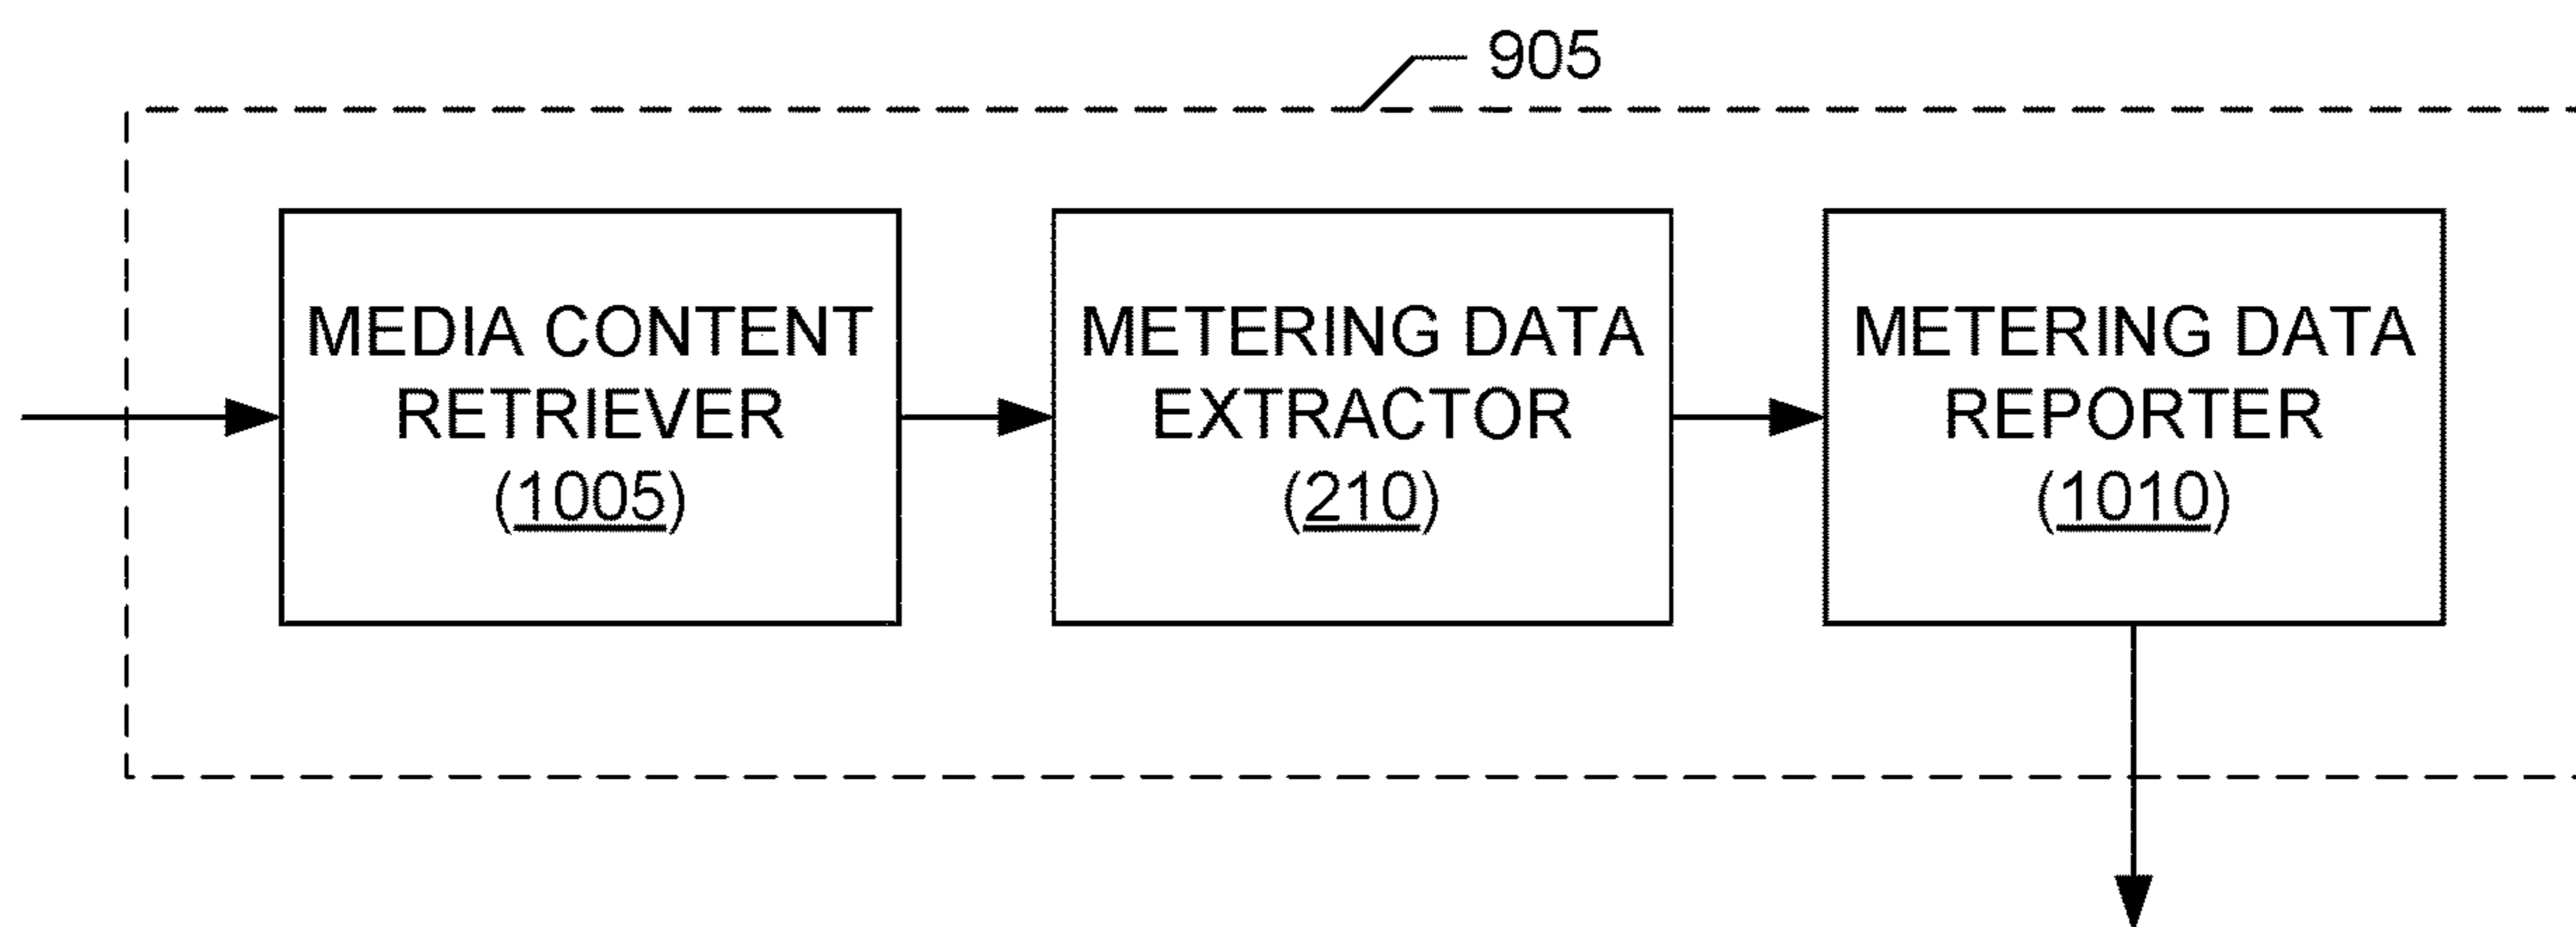 905
MEDIA CONTENT
RETRIEVER
(1005)
METERING DATA
EXTRACTOR
(210)
METERING DATA
REPORTER
(1010)